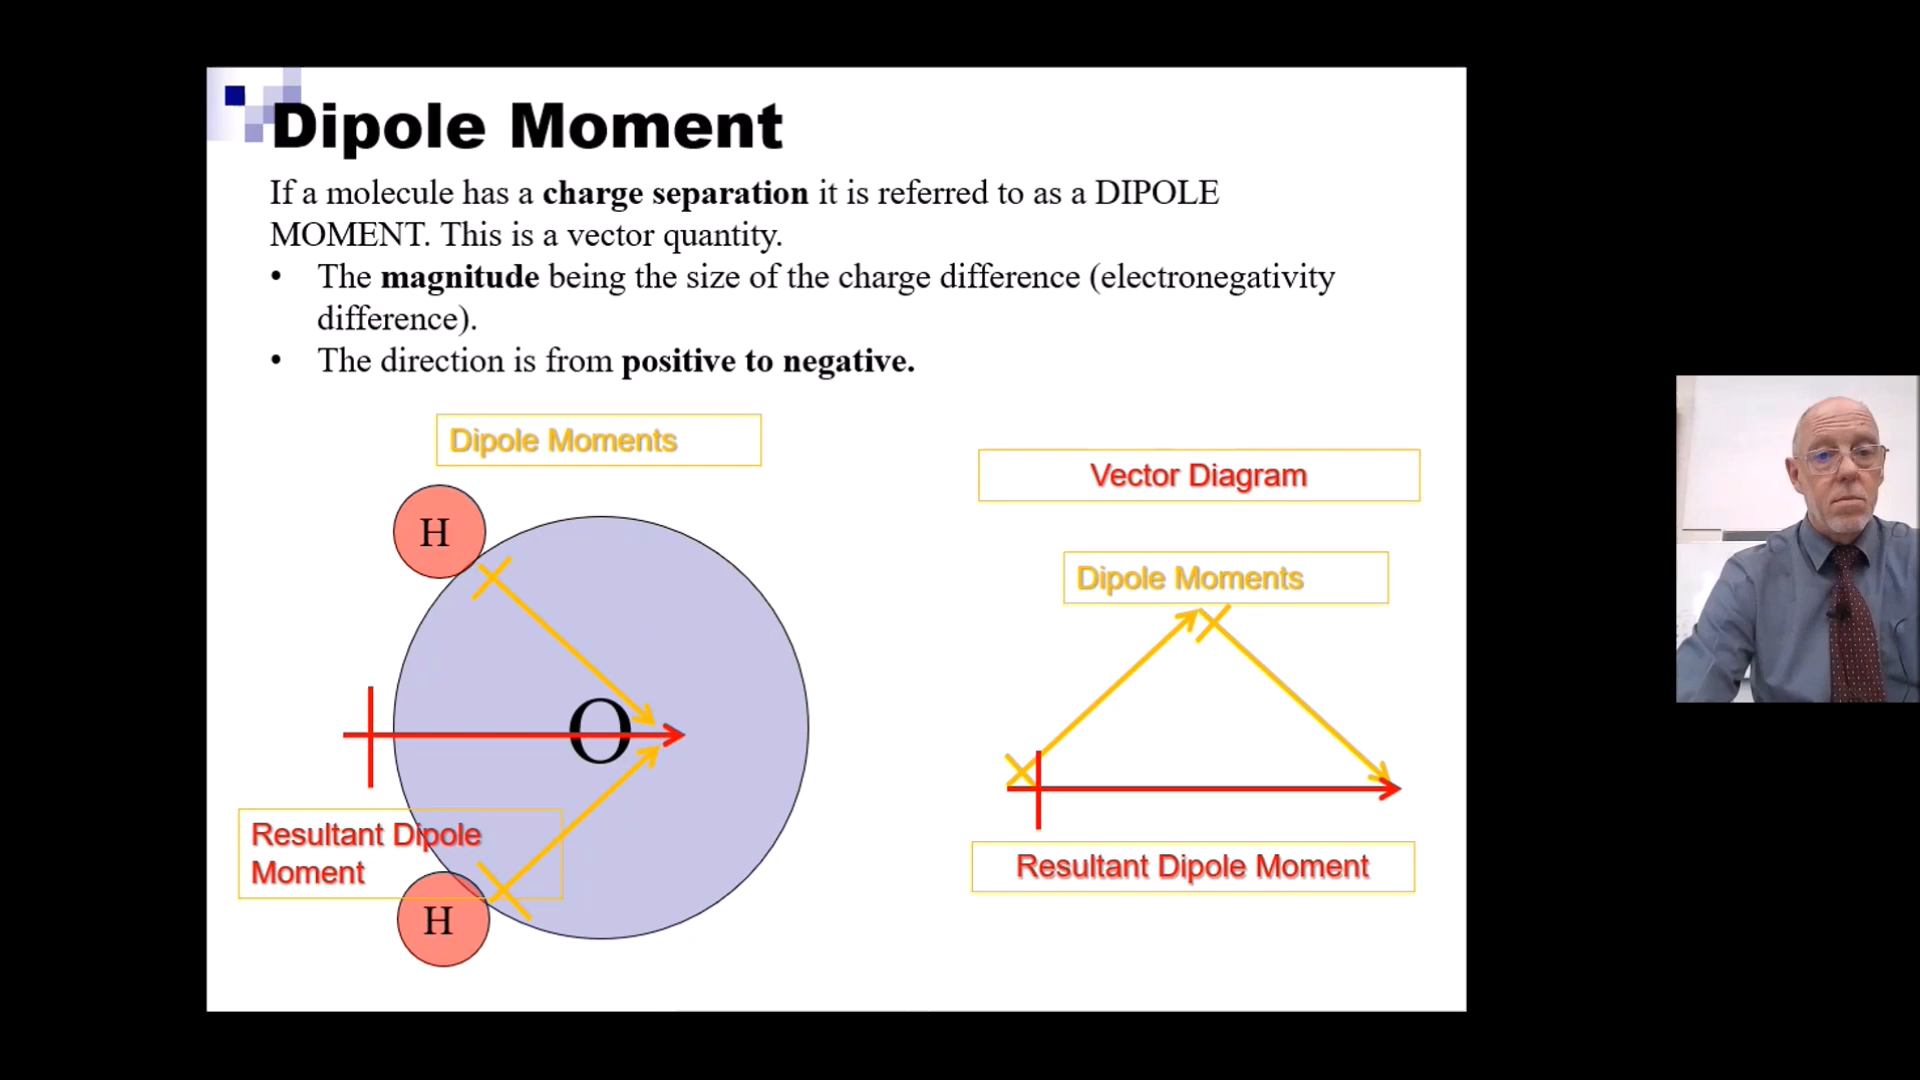 Dipole Moment
If a molecule has a charge separation it is referred to as a DIPOLE
MOMENT. This is a vector quantity.
• The magnitude being the size of the charge difference (electronegativity
difference).
• The direction is from positive to negative.
Dipole Moments
Vector Diagram
H
Dipole Moments
O
Resultant Dipole
Moment
Resultant Dipole Moment
H